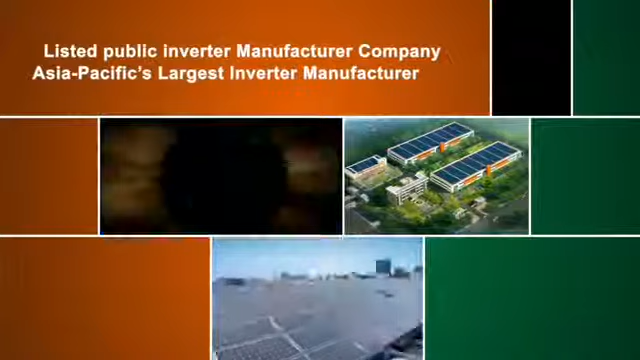 Listed public inverter Manufacturer Company
Asia-Pacific's Largest Inverter Manufacturer